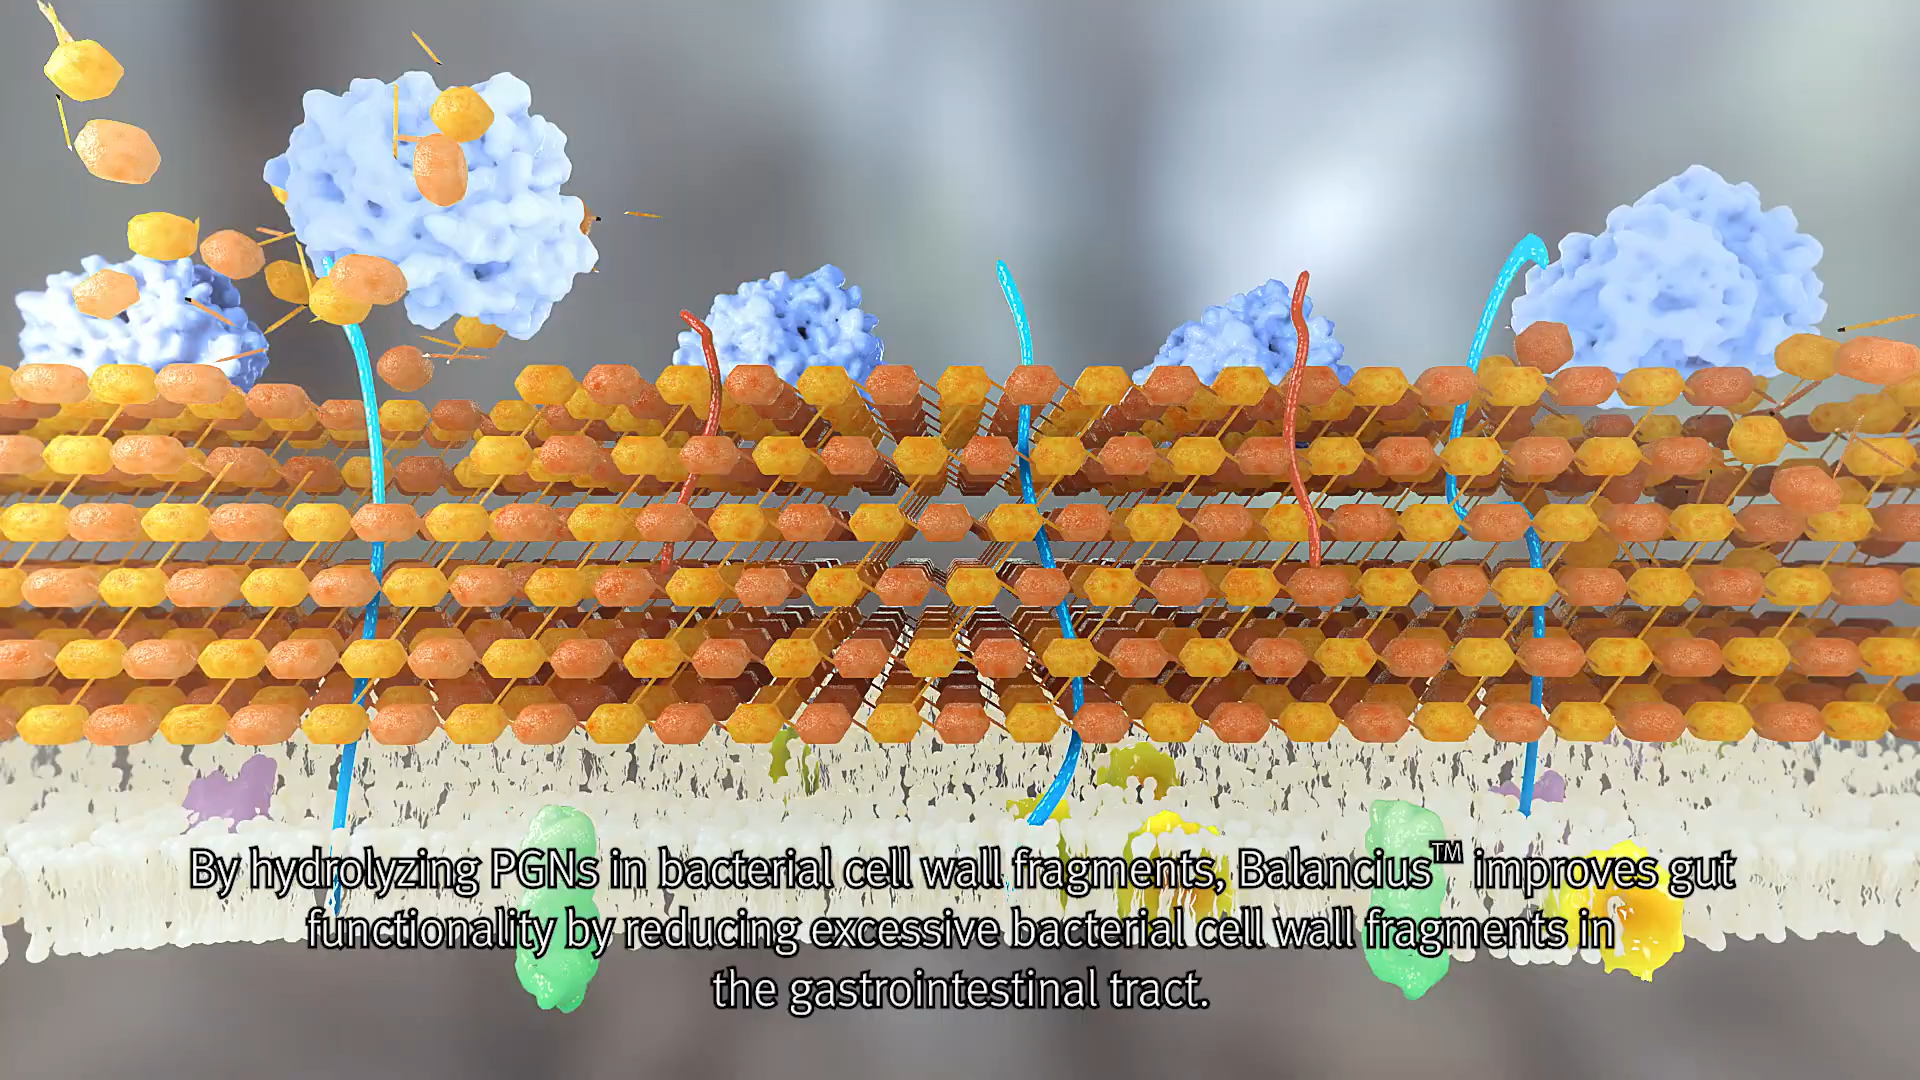 By hydrolyzing PGNs in bacterial cell wall fragments, Balancius™ improves gut
functionality by reducing excessive bacterial cell wall fragments in
the gastrointestinal tract.